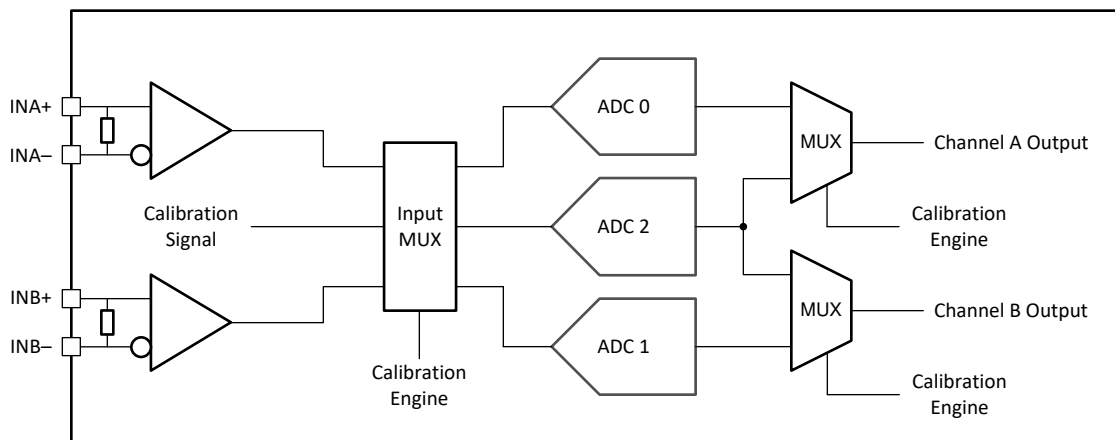 INA+
INA–
ADC 0
MUX
Channel A Output
Calibration
Signal
Input
MUX
ADC 2
Calibration
Engine
INB+
INB–
ADC 1
MUX
Channel B Output
Calibration
Engine
Calibration
Engine